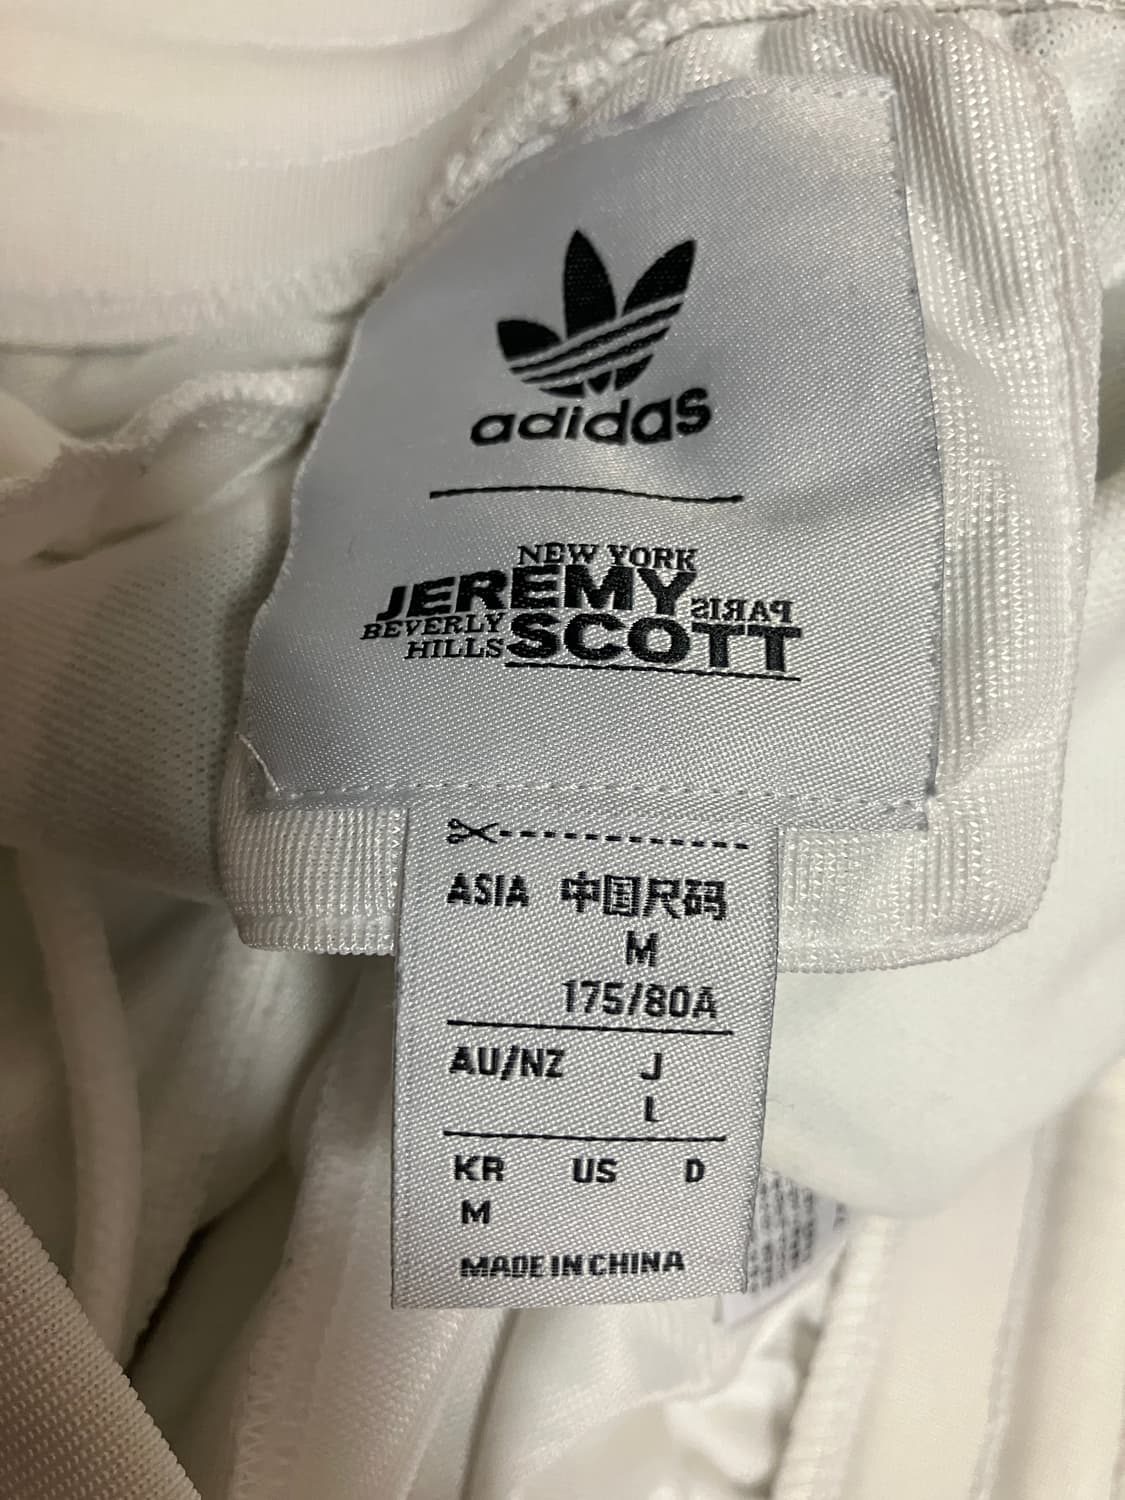 adidas
NEW YORK
JEREMY
PARIS
BEVERLY
HILLS
SCOTT
ASIA 中国尺码
M
175/80A
AU/NZ J
L
KR US D
M
MADE IN CHINA